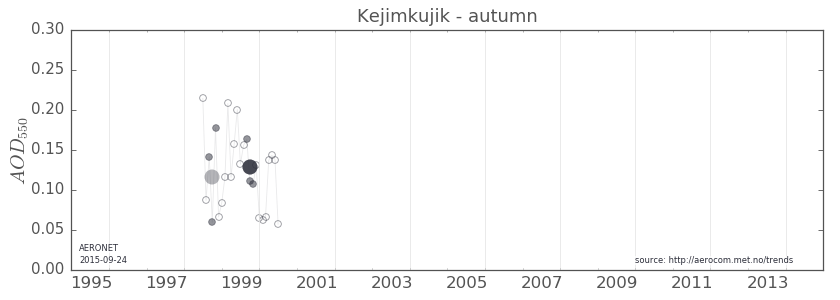 Kejimkujik - autumn
0.30
0.25
0.20
0.15
0.10
0.05
0.00
AOD550
AERONET
2015-09-24
source: http://aerocom.met.no/trends
1995 1997 1999 2001 2003 2005 2007 2009 2011 2013